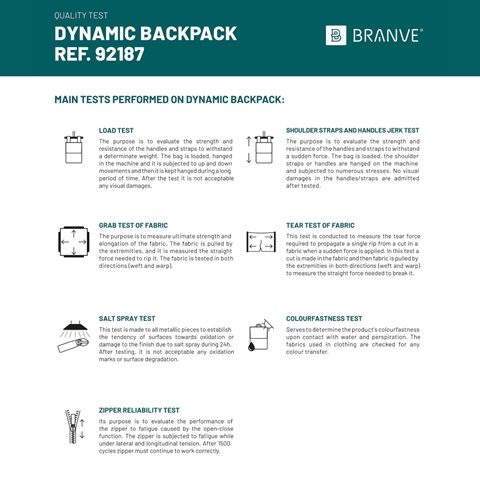 QUALITY TEST
DYNAMIC BACKPACK
REF. 92187
BRANVE®
MAIN TESTS PERFORMED ON DYNAMIC BACKPACK:
LOAD TEST
The purpose is to evaluate the strength and
resistance of the handles and straps to withstand
a determinate weight. The bag is loaded, hanged
in the machine and it is subjected to up and down
movements and then it is kept hanged during a long
period of time. After the test it is not acceptable
any visual damages.
SHOULDER STRAPS AND HANDLES JERK TEST
The purpose is to evaluate the strength and
resistance of the handles and straps to withstand
a sudden force. The bag is loaded, the shoulder
straps or handles are hanged on the machine
and subjected to numerous stresses. No visual
damages in the handles/straps are admitted
after tested.
GRAB TEST OF FABRIC
The purpose is to measure ultimate strength and
elongation of the fabric. The fabric is pulled by
the extremities, and it is measured the straight
force needed to rip it. The fabric is tested in both
directions (weft and warp).
TEAR TEST OF FABRIC
This test is conducted to measure the tear force
required to propagate a single rip from a cut in a
fabric when a sudden force is applied. In this test a
cut is made in the fabric and then fabric is pulled by
the extremities in both directions (weft and warp)
to measure the straight force needed to break it.
SALT SPRAY TEST
This test is made to all metallic pieces to establish
the tendency of surfaces towards oxidation or
damage to the finish due to salt spray during 24h.
After testing, it is not acceptable any oxidation
marks or surface degradation.
COLOURFASTNESS TEST
Serves to determine the product's colourfastness
upon contact with water and perspiration. The
fabrics used in clothing are checked for any
colour transfer.
ZIPPER RELIABILITY TEST
Its purpose is to evaluate the performance of
the zipper to fatigue caused by the open-close
function. The zipper is subjected to fatigue while
under lateral and longitudinal tension. After 1500
cycles zipper must continue to work correctly.